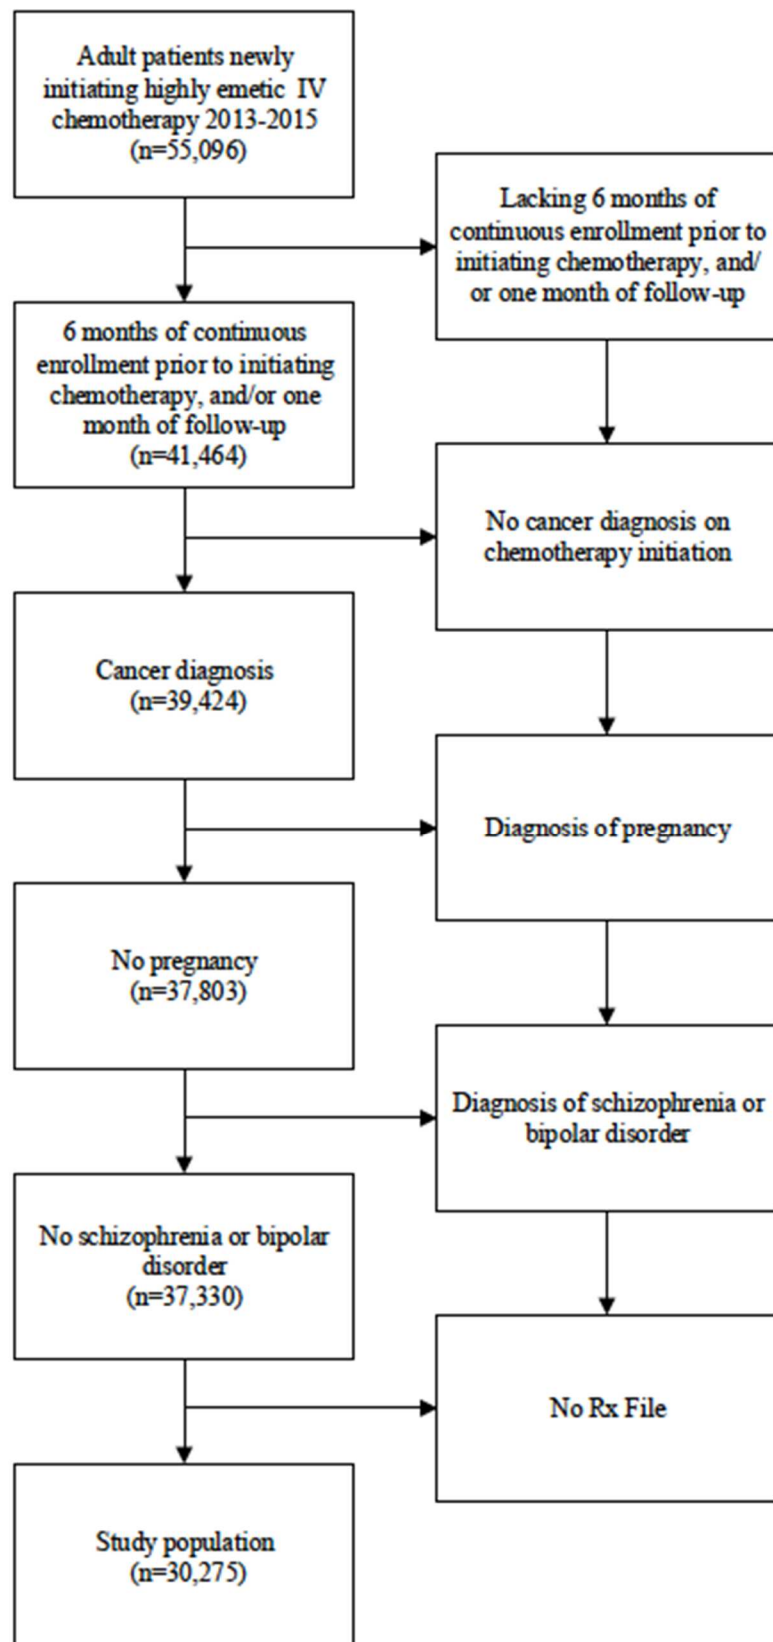 Adult patients newly
initiating highly emetic IV
chemotherapy 2013-2015
(n=55,096)
Lacking 6 months of
continuous enrollment prior to
initiating chemotherapy, and/
or one month of follow-up
6 months of continuous
enrollment prior to initiating
chemotherapy, and/or one
month of follow-up
(n=41,464)
No cancer diagnosis on
chemotherapy initiation
Cancer diagnosis
(n=39,424)
Diagnosis of pregnancy
No pregnancy
(n=37,803)
Diagnosis of schizophrenia or
bipolar disorder
No schizophrenia or bipolar
disorder
(n=37,330)
No Rx File
Study population
(n=30,275)